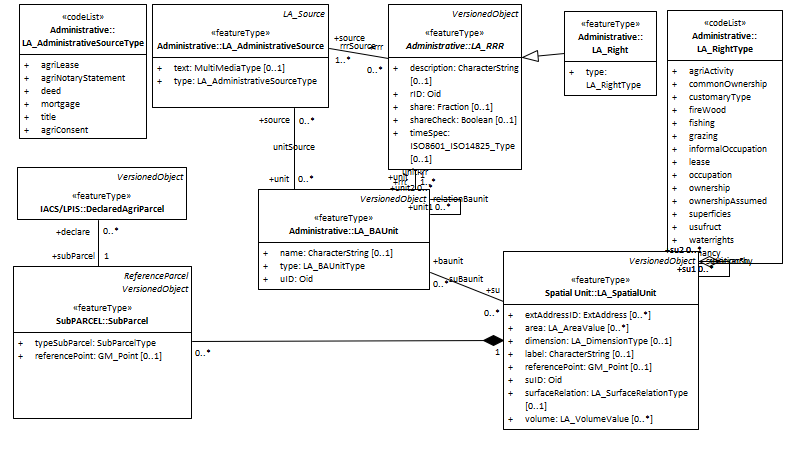 «codeList»
Administrative::
LA_AdministrativeSourceType
+ agriLease
+ agriNotaryStatement
+ deed
+ mortgage
+ title
+ agriConsent
LA_Source
«featureType»
Administrative::LA_AdministrativeSource
+ text: MultiMediaType [0..1]
+ type: LA_AdministrativeSourceType
+source
rrrSource
+rrr
1..*
0..*
VersionedObject
«featureType»
Administrative::LA_RRR
+ description: CharacterString
[0..1]
+ rID: Oid
+ share: Fraction [0..1]
+ shareCheck: Boolean [0..1]
+ timeSpec:
ISO8601_ISO14825_Type
[0..1]
«featureType»
Administrative::
LA_Right
+ type:
LA_RightType
«codeList»
Administrative::
LA_RightType
+ agriActivity
+ commonOwnership
+ customaryType
+ fireWood
+ fishing
+ grazing
+ informalOccupation
+ lease
+ occupation
+ ownership
+ ownershipAssumed
+ superficies
+ usufruct
+ waterrights
+source 0..*
unitSource
+unit 0..*
+unit
unitRrr
+rrr
1..*
+unit2 0..*
relationBaunit
+unit1 0..*
VersionedObject
«featureType»
IACS/LPIS::DeclaredAgriParcel
+declare 0..*
+subParcel 1
VersionedObject
«featureType»
Administrative::LA_BAUnit
+ name: CharacterString [0..1]
+ type: LA_BAUnitType
+ uID: Oid
+baunit
0..*
suBaunit
+su
0..*
+su2 0..*
+su1 0..*
ReferenceParcel
VersionedObject
«featureType»
SubPARCEL::SubParcel
+ typeSubParcel: SubParcelType
+ referencePoint: GM_Point [0..1]
0..*
1
VersionedObject
«featureType»
Spatial Unit::LA_SpatialUnit
+ extAddressID: ExtAddress [0..*]
+ area: LA_AreaValue [0..*]
+ dimension: LA_DimensionType [0..1]
+ label: CharacterString [0..1]
+ referencePoint: GM_Point [0..1]
+ suID: Oid
+ surfaceRelation: LA_SurfaceRelationType
[0..1]
+ volume: LA_VolumeValue [0..*]